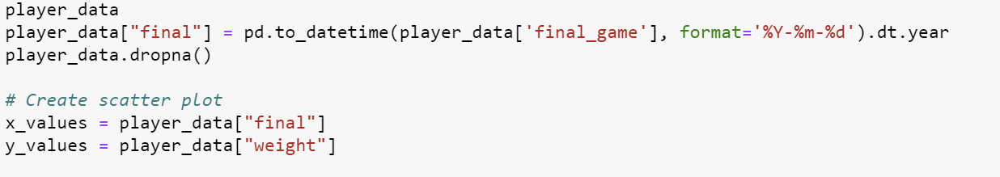 player_data
player_data["final"] = pd.to_datetime(player_data['final_game'], format='%Y-%m-%d').dt.year
player_data.dropna()
# Create scatter plot
x_values = player_data["final"]
y_values = player_data["weight"]